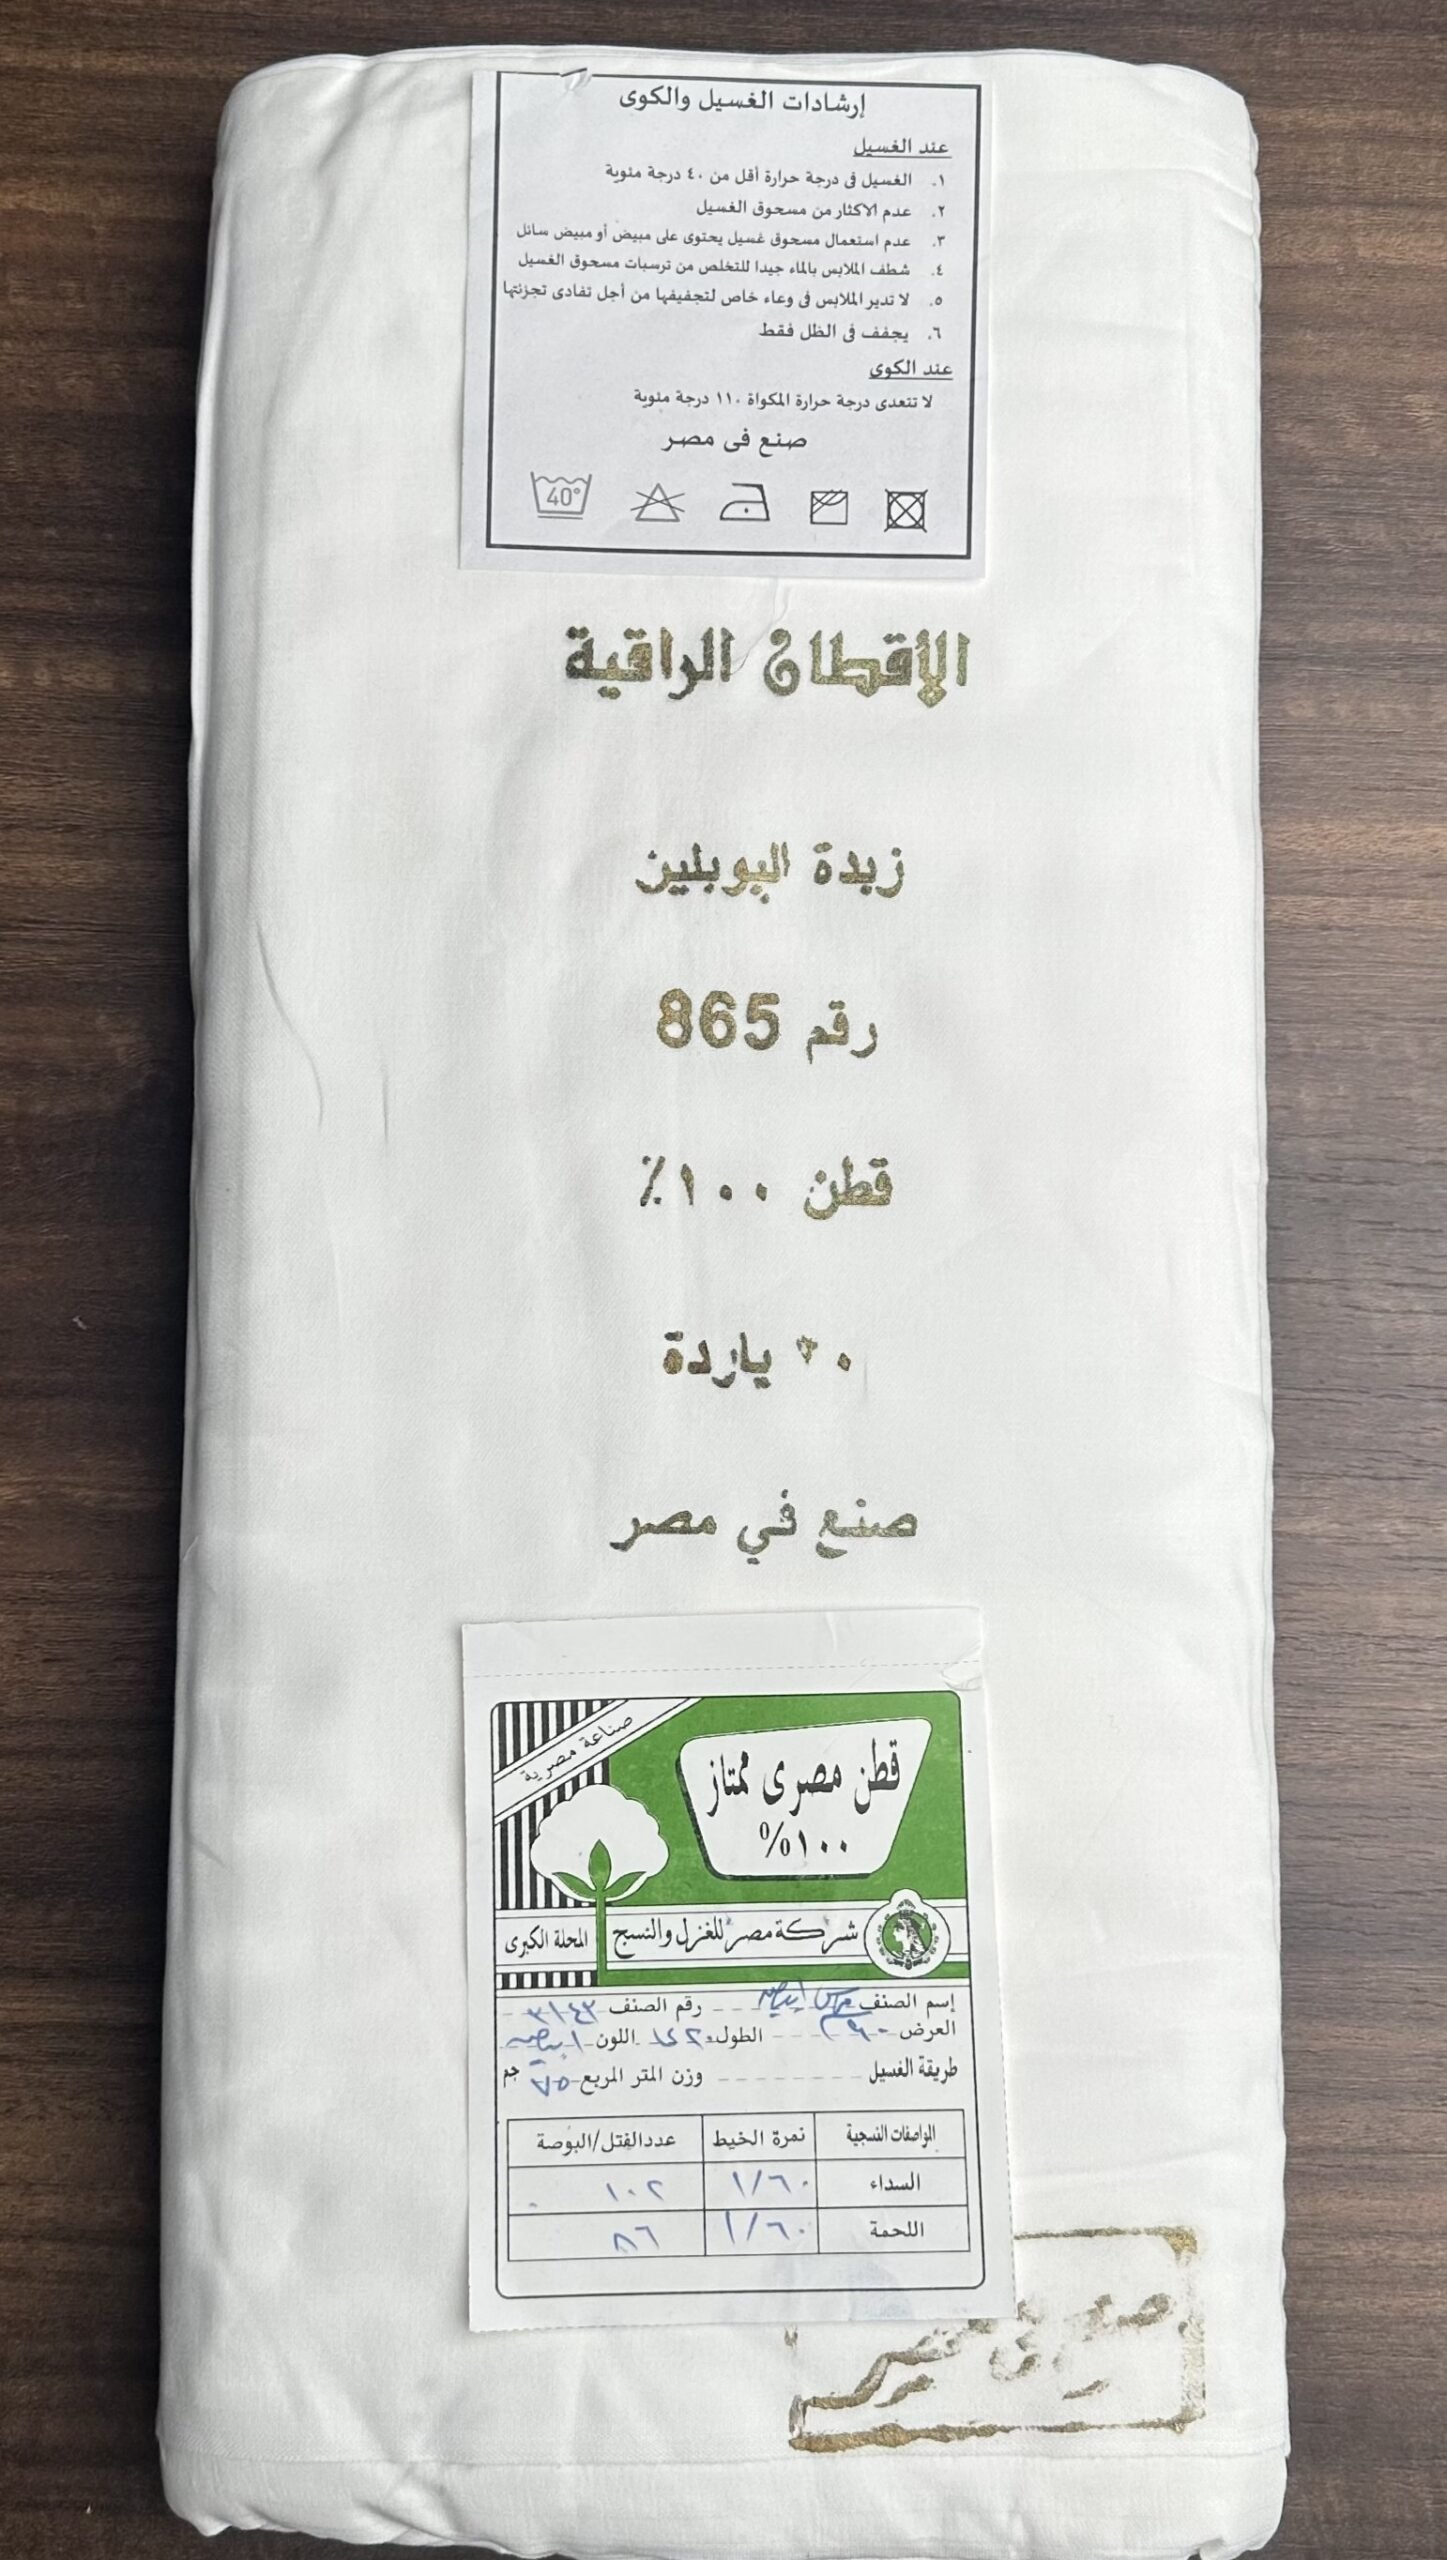 إرشادات الغسيل والكوى
عند الغسيل
١. الغسيل فى درجة حرارة أقل من ٤٠ درجة مئوية
٢. عدم الاكثار من مسحوق الغسيل
٣. عدم استعمال مسحوق غسيل يحتوى على مبيض أو مبيض سائل
٤. شطف الملابس بالماء جيدا للتخلص من ترسبات مسحوق الغسيل
٥. لا تدير الملابس فى وعاء خاص لتجفيفها من أجل تفادى تجزئتها
٦. يجفف فى الظل فقط
عند الكوى
لا تتعدى درجة حرارة المكواة ١١٠ درجة مئوية
صنع فى مصر
40°
الأقطان الراقية
زبدة البوبلين
رقم 865
قطن ١٠٠٪
٢٠ ياردة
صنع في مصر
صناعة مصرية
قطن مصرى ممتاز
١٠٠%
شركة مصر للغزل والنسيج
المحلة الكبرى
إسم الصنف رقم الصنف ٣١٤٣
العرض الطول اللون ابيض
طريقة الغسيل وزن المتر المربع ٧٥ جم
المواصفات النسجية نمرة الخيط عدد الفتل/البوصة
السداء ١/٦٠ ١٠٢
اللحمة ١/٦٠ ٨٦